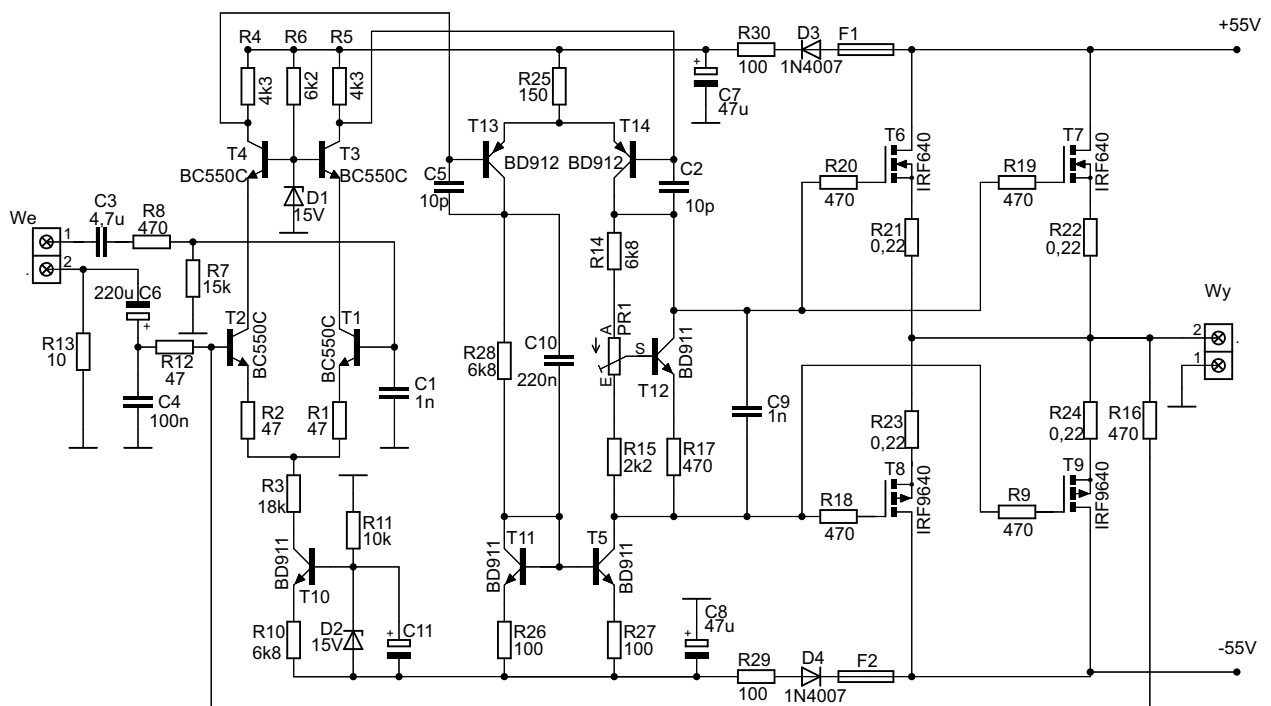 R4
R6
R5
4k3
6k2
4k3
R30
100
D3
1N4007
F1
+55V
R25
150
+
C7
47u
T13
T14
BD912
BD912
T4
T3
BC550C
BC550C
D1
15V
C5
10p
C2
10p
T6
IRF640
T7
IRF640
R20
470
R19
470
We
1
2
.
C3
4,7u
R8
470
R7
15k
R14
6k8
R21
0,22
R22
0,22
220u
C6
+
R13
10
R12
47
T2
BC550C
T1
BC550C
C4
100n
C1
1n
R28
6k8
C10
220n
A
PR1
S
E
T12
BD911
Wy
2
1
.
R2
47
R1
47
C9
1n
R23
0,22
R24
0,22
R16
470
R15
2k2
R17
470
R3
18k
R11
10k
R18
470
T8
IRF9640
R9
470
T9
IRF9640
BD911
T10
BD911
T11
T5
BD911
R10
6k8
D2
15V
+
C11
R26
100
R27
100
+
C8
47u
R29
100
D4
1N4007
F2
-55V